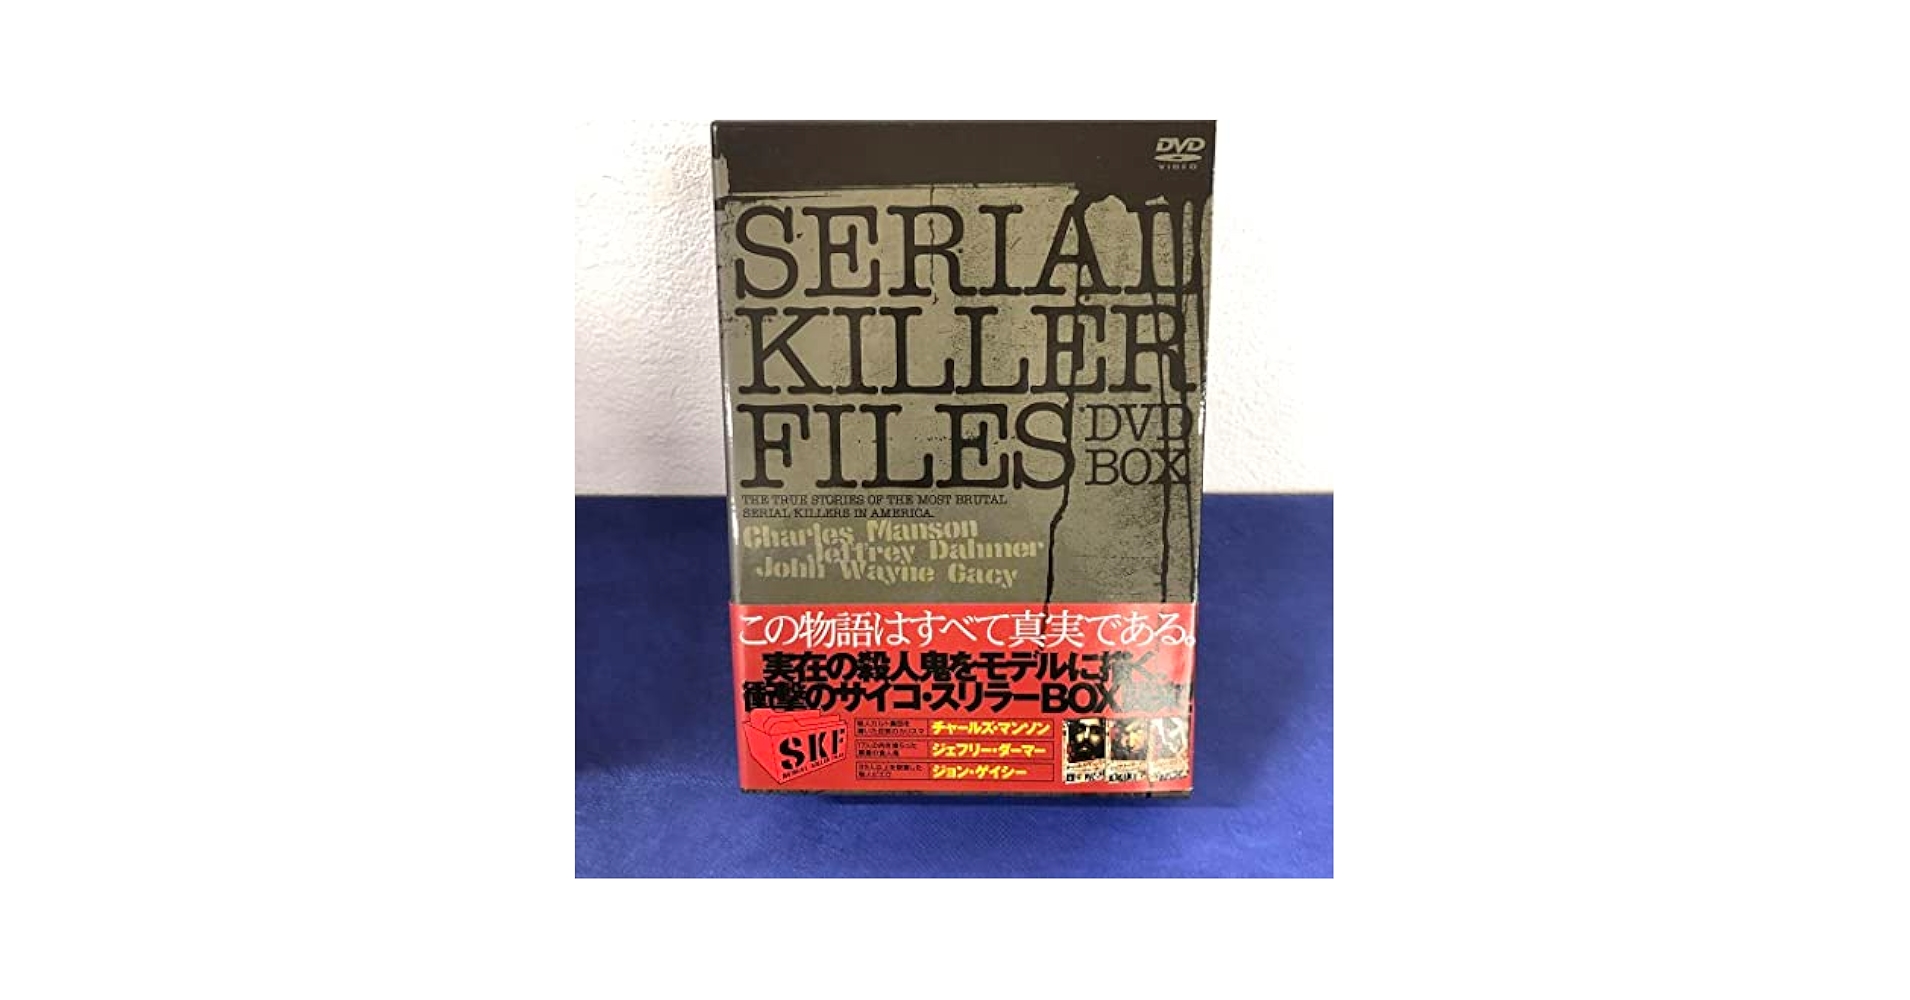 DVD
VIDEO
SERIAL
KILLER
FILES
DVD
BOX
THE TRUE STORIES OF THE MOST BRUTAL
SERIAL KILLERS IN AMERICA.
Charles Manson
Jeffrey Dahmer
John Wayne Gacy
この物語はすべて真実である。
実在の殺人鬼をモデルに描く、
衝撃のサイコ・スリラーBOX
SKF
チャールズ・マンソン
ジェフリー・ダーマー
ジョン・ゲイシー